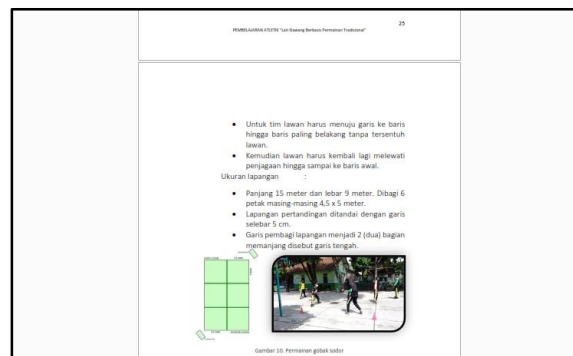 25
PEMBELAJARAN ATLETIK "Lari Gawang Berbasis Permainan Tradisional"
• Untuk tim lawan harus menuju garis ke baris
hingga baris paling belakang tanpa tersentuh
lawan.
• Kemudian lawan harus kembali lagi melewati
penjagaan hingga sampai ke baris awal.
Ukuran lapangan :
• Panjang 15 meter dan lebar 9 meter. Dibagi 6
petak masing-masing 4,5 x 5 meter.
• Lapangan pertandingan ditandai dengan garis
selebar 5 cm.
• Garis pembagi lapangan menjadi 2 (dua) bagian
memanjang disebut garis tengah.
Gambar 10. Permainan gobak sodor